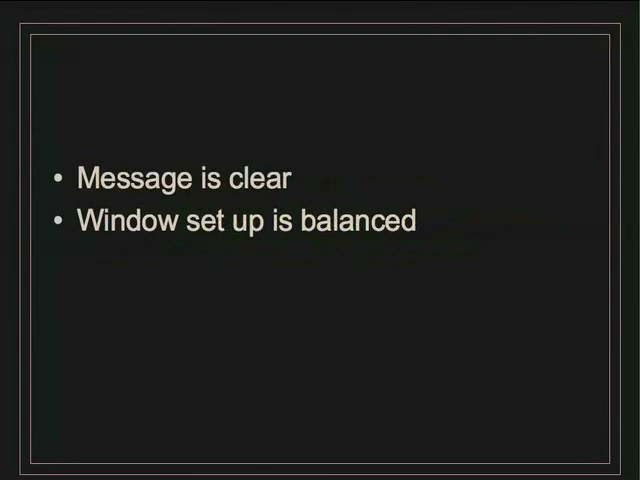 • Message is clear
• Window set up is balanced